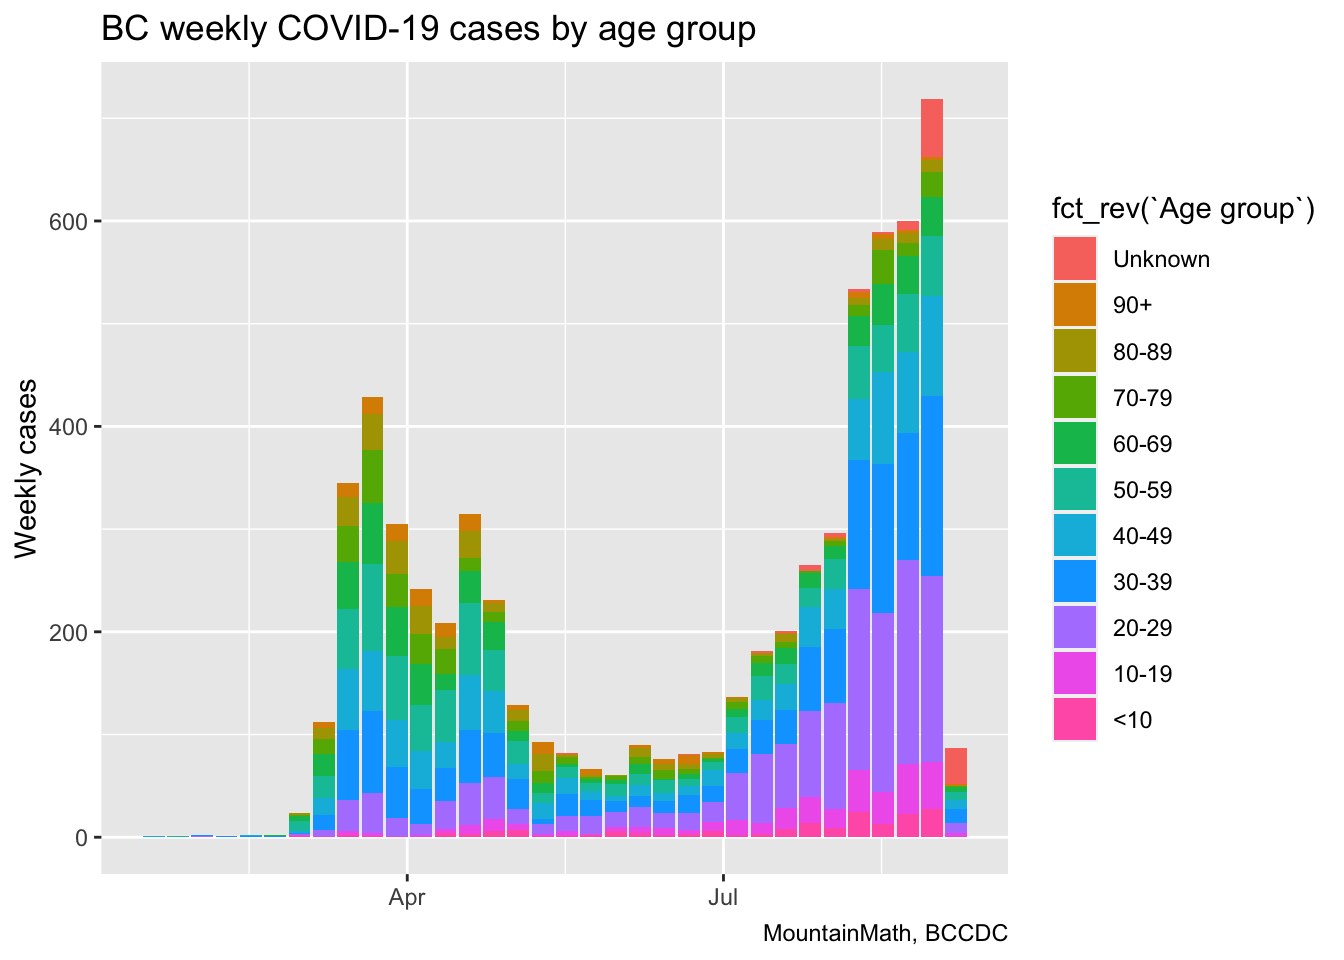 BC weekly COVID-19 cases by age group
Weekly cases
600
400
200
0
Apr
Jul
fct_rev(`Age group`)
Unknown
90+
80-89
70-79
60-69
50-59
40-49
30-39
20-29
10-19
<10
MountainMath, BCCDC